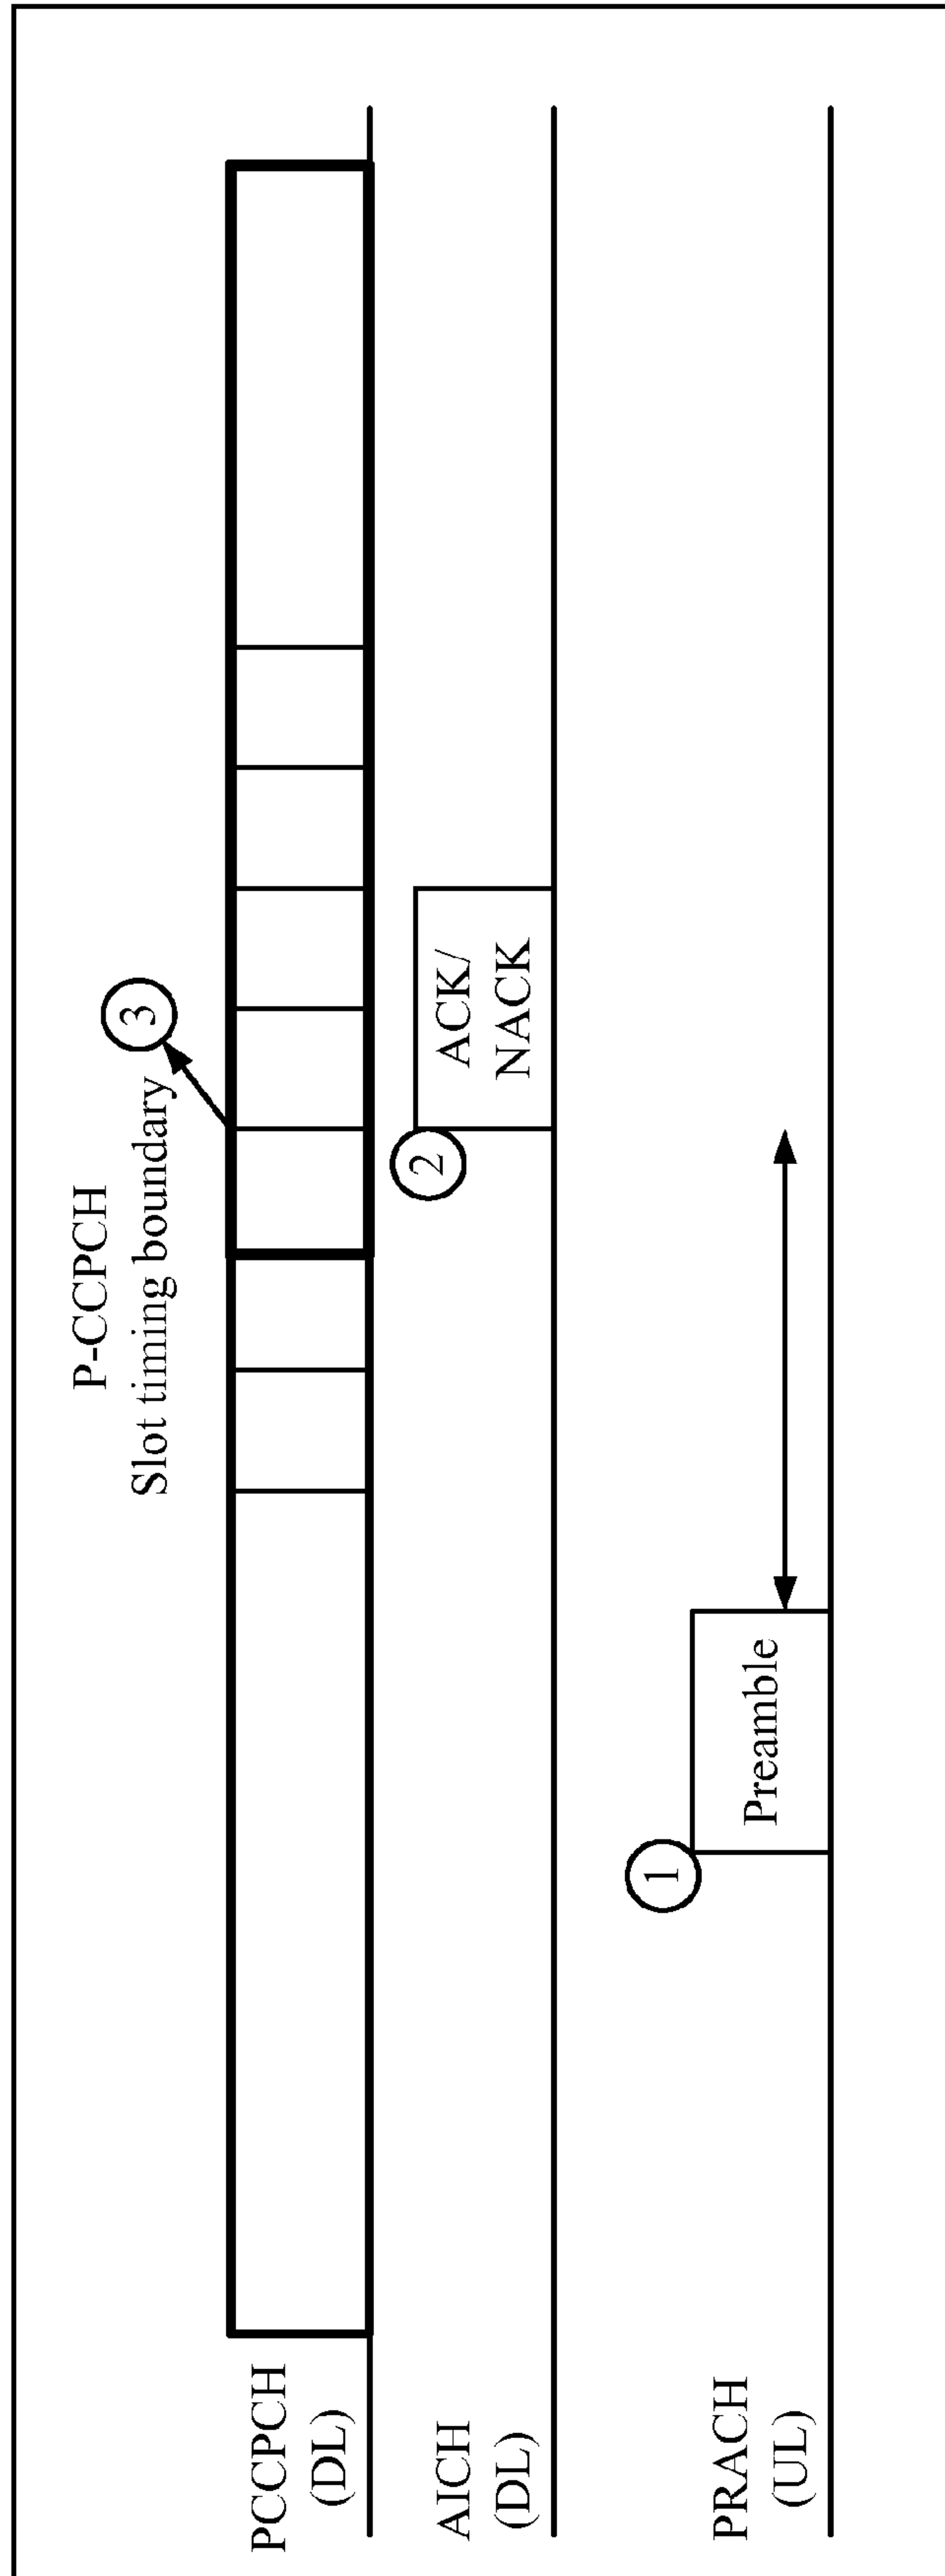 P-CCPCH
Slot timing boundary
3
PCCPCH
(DL)
2
ACK/
NACK
AICH
(DL)
1
Preamble
PRACH
(UL)